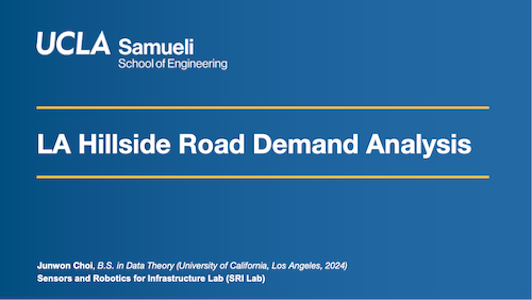 UCLA Samueli
School of Engineering
LA Hillside Road Demand Analysis
Junwon Choi, B.S. in Data Theory (University of California, Los Angeles, 2024)
Sensors and Robotics for Infrastructure Lab (SRI Lab)